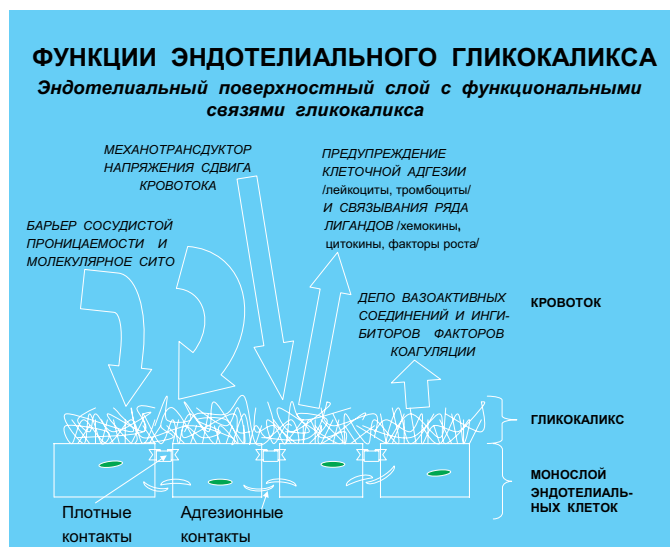 ФУНКЦИИ ЭНДОТЕЛИАЛЬНОГО ГЛИКОКАЛИКСА
Эндотелиальный поверхностный слой с функциональными
связями гликокаликса
МЕХАНОТРАНСДУКТОР
НАПРЯЖЕНИЯ СДВИГА
КРОВОТОКА
ПРЕДУПРЕЖДЕНИЕ
КЛЕТОЧНОЙ АДГЕЗИИ
/лейкоциты, тромбоциты/
И СВЯЗЫВАНИЯ РЯДА
ЛИГАНДОВ /хемокины,
цитокины, факторы роста/
БАРЬЕР СОСУДИСТОЙ
ПРОНИЦАЕМОСТИ И
МОЛЕКУЛЯРНОЕ СИТО
ДЕПО ВАЗОАКТИВНЫХ
СОЕДИНЕНИЙ И ИНГИ-
БИТОРОВ ФАКТОРОВ
КОАГУЛЯЦИИ
КРОВОТОК
ГЛИКОКАЛИКС
МОНОСЛОЙ
ЭНДОТЕЛИАЛЬ-
НЫХ КЛЕТОК
Плотные
контакты
Адгезионные
контакты